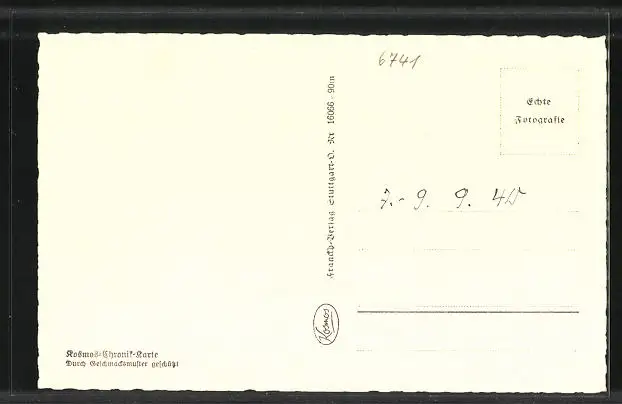 6741
Echte
Fotografie
7.- 9. 9. 40
Franckh-Verlag Stuttgart-O. Nr 16066 - 90m
Kosmos
Kosmos-Chronik-Karte
Durch Geschmacksmuster geschützt